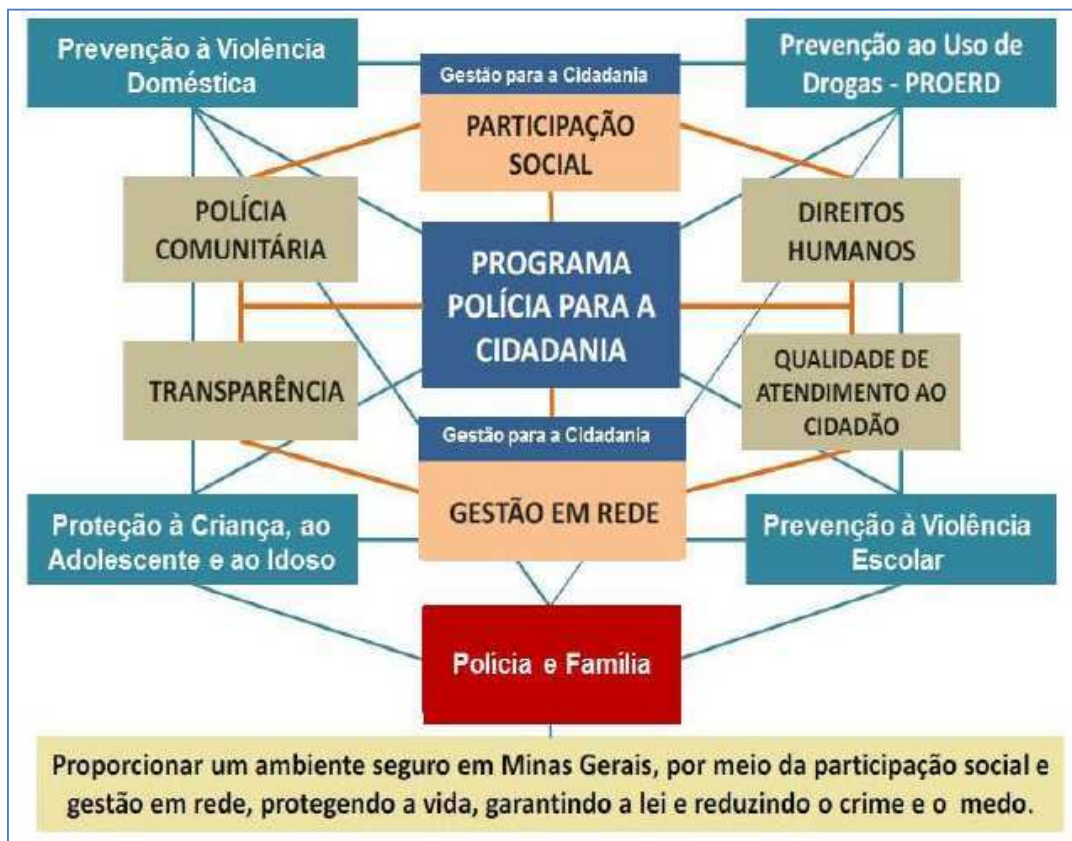 Prevenção à Violência
Doméstica
Gestão para a Cidadania
PARTICIPAÇÃO
SOCIAL
Prevenção ao Uso de
Drogas - PROERD
POLÍCIA
COMUNITÁRIA
PROGRAMA
POLÍCIA PARA A
CIDADANIA
DIREITOS
HUMANOS
TRANSPARÊNCIA
QUALIDADE DE
ATENDIMENTO AO
CIDADÃO
Gestão para a Cidadania
GESTÃO EM REDE
Proteção à Criança, ao
Adolescente e ao Idoso
Prevenção à Violência
Escolar
Polícia e Família
Proporcionar um ambiente seguro em Minas Gerais, por meio da participação social e
gestão em rede, protegendo a vida, garantindo a lei e reduzindo o crime e o medo.